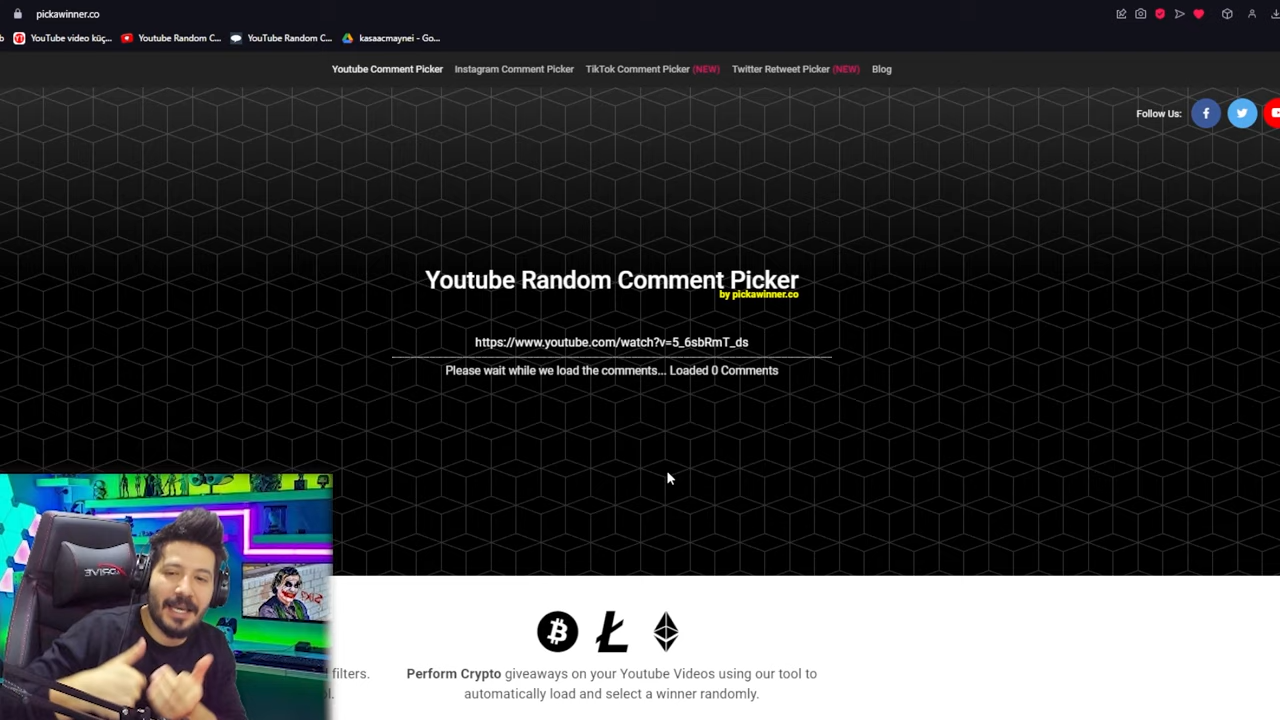 pickawinner.co
YouTube video küç...
Youtube Random C...
YouTube Random C...
kasaacmaynei - Go...
Youtube Comment Picker
Instagram Comment Picker
TikTok Comment Picker (NEW)
Twitter Retweet Picker (NEW)
Blog
Follow Us:
Youtube Random Comment Picker
by pickawinner.co
https://www.youtube.com/watch?v=5_6sbRmT_ds
Please wait while we load the comments... Loaded 0 Comments
filters.
Perform Crypto giveaways on your Youtube Videos using our tool to
automatically load and select a winner randomly.